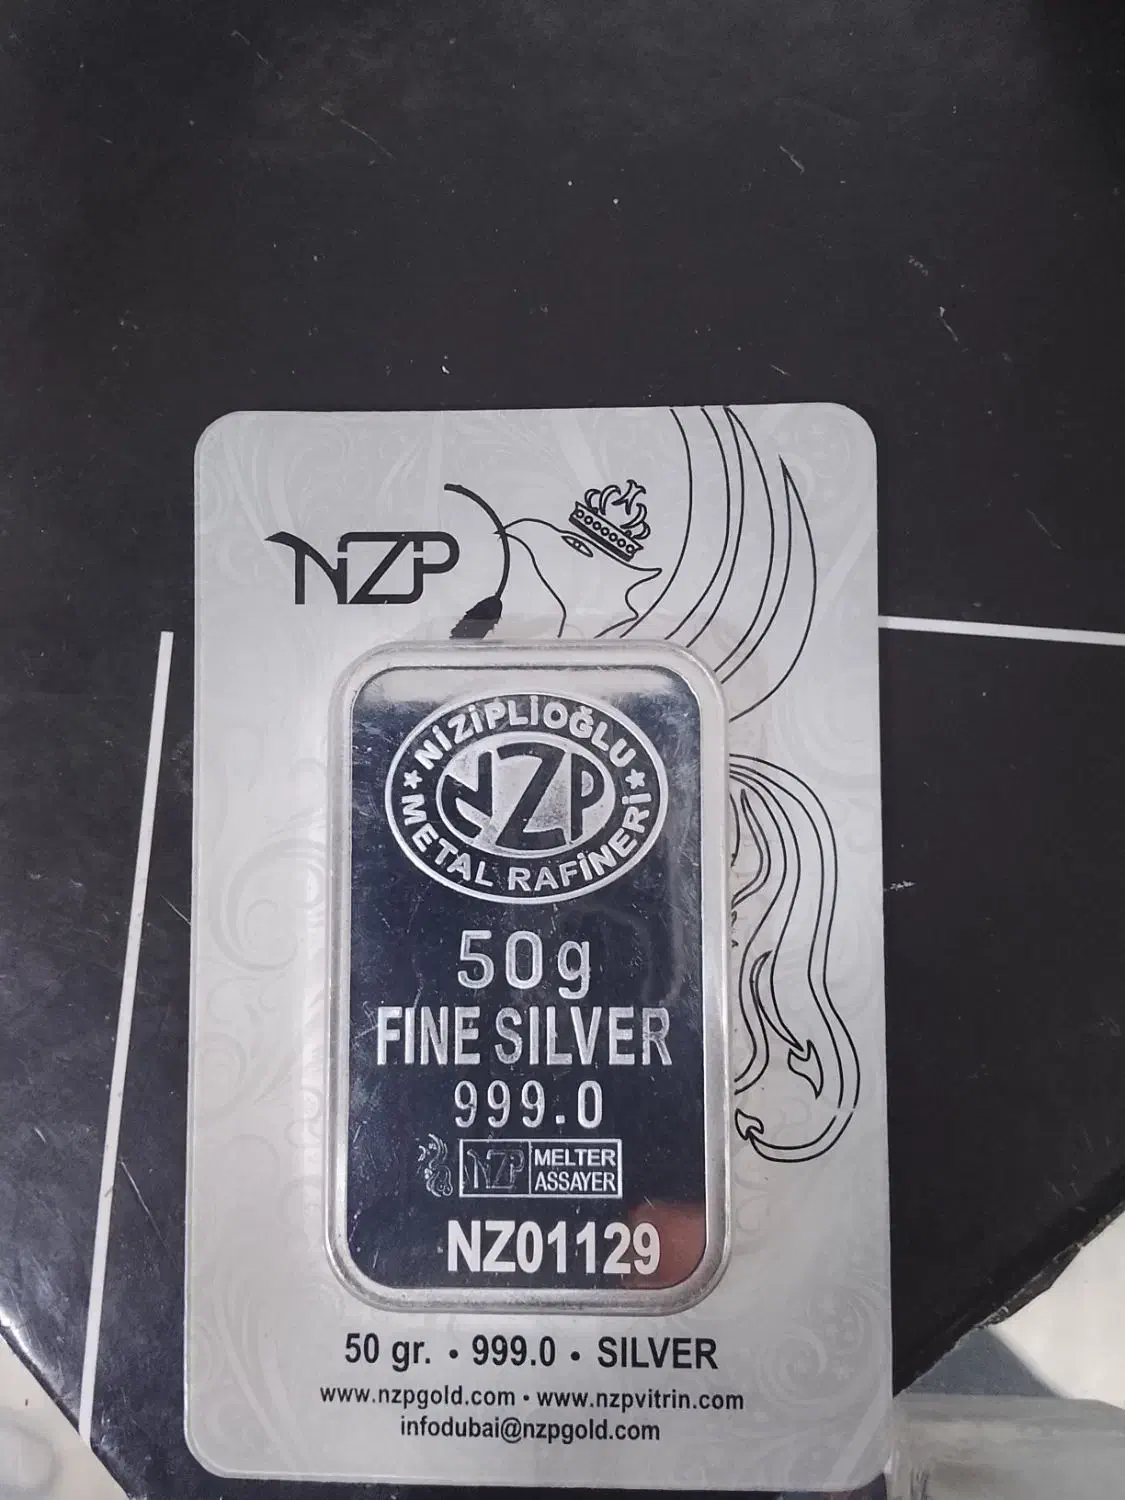 NZP
NİZİPLİOĞLU
NZP
METAL RAFİNERİ
50g
FINE SILVER
999.0
NZP MELTER
ASSAYER
NZ01129
50 gr. • 999.0 • SILVER
www.nzpgold.com • www.nzpvitrin.com
infodubai@nzpgold.com